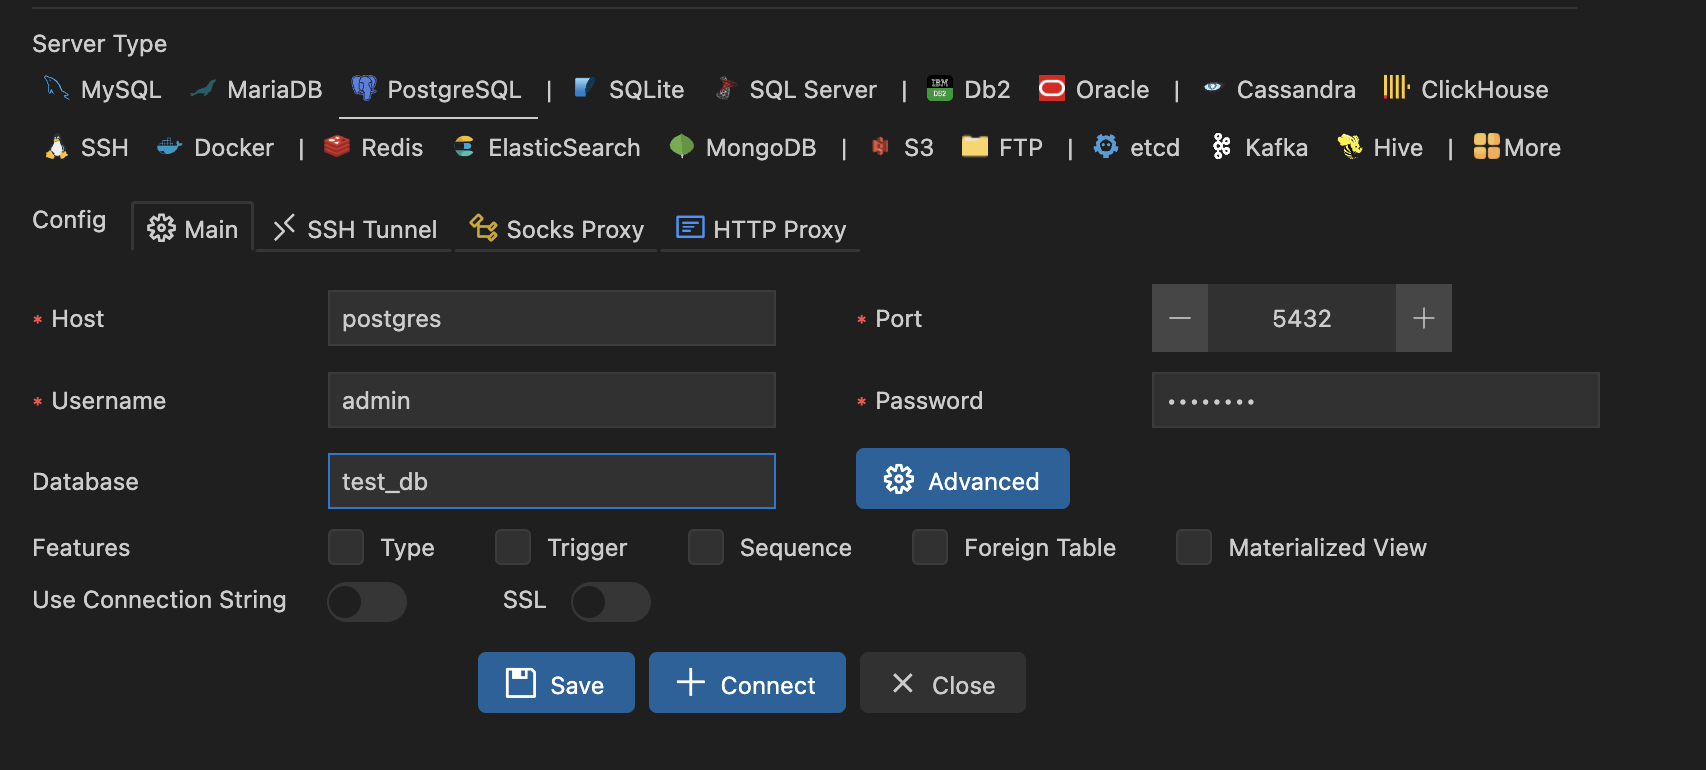 Server Type
MySQL MariaDB PostgreSQL | SQLite SQL Server | IBM DB2 Db2 Oracle | Cassandra ClickHouse
SSH Docker | Redis ElasticSearch MongoDB | S3 FTP | etcd Kafka Hive | More
Config Main SSH Tunnel Socks Proxy HTTP Proxy
* Host postgres * Port — 5432 +
* Username admin * Password ••••••••
Database test_db Advanced
Features Type Trigger Sequence Foreign Table Materialized View
Use Connection String SSL
Save Connect Close